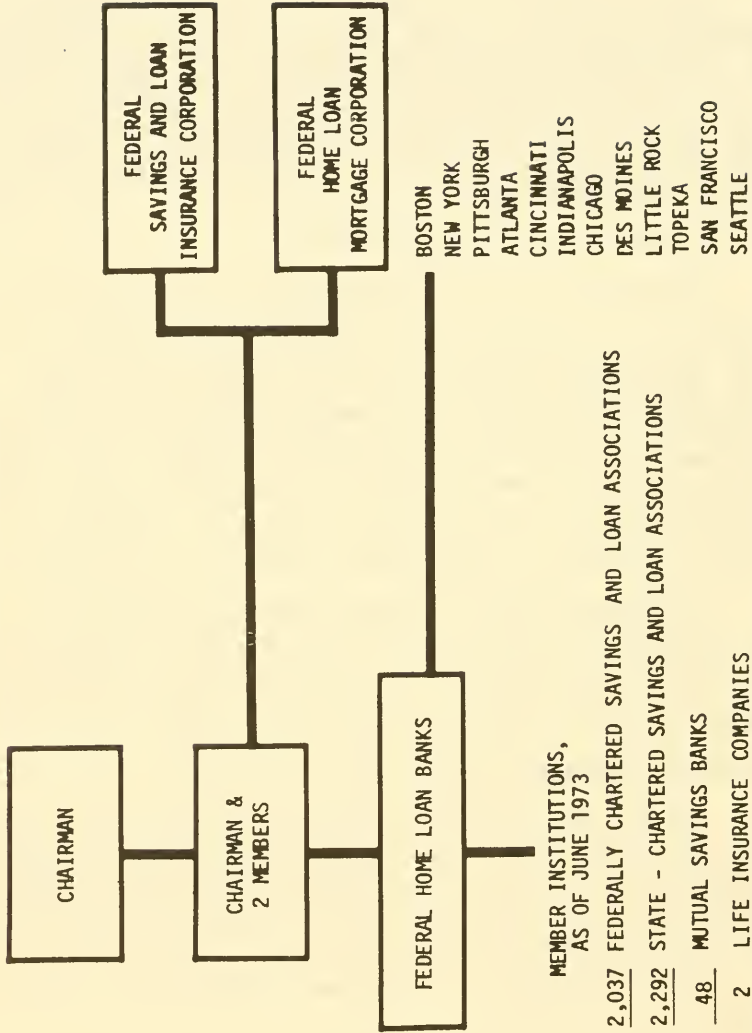 CHAIRMAN
CHAIRMAN &
2 MEMBERS
FEDERAL
SAVINGS AND LOAN
INSURANCE CORPORATION
FEDERAL
HOME LOAN
MORTGAGE CORPORATION
FEDERAL HOME LOAN BANKS
BOSTON
NEW YORK
PITTSBURGH
ATLANTA
CINCINNATI
INDIANAPOLIS
CHICAGO
DES MOINES
LITTLE ROCK
TOPEKA
SAN FRANCISCO
SEATTLE
MEMBER INSTITUTIONS,
AS OF JUNE 1973
2,037 FEDERALLY CHARTERED SAVINGS AND LOAN ASSOCIATIONS
2,292 STATE - CHARTERED SAVINGS AND LOAN ASSOCIATIONS
48 MUTUAL SAVINGS BANKS
2 LIFE INSURANCE COMPANIES